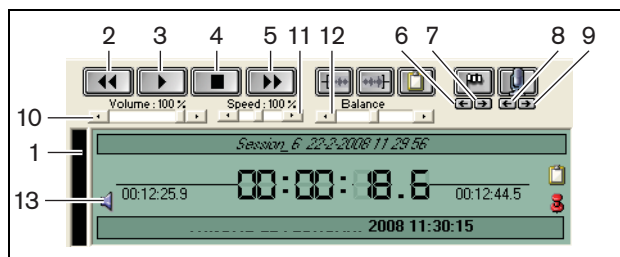 2 3 4 5 11 12 6 7 8 9
Volume : 100 % Speed : 100 % Balance
10
1
Session_6 22-2-2008 11 29 56
13
00:12:25.9 00:00:18.6 00:12:44.5
2008 11:30:15